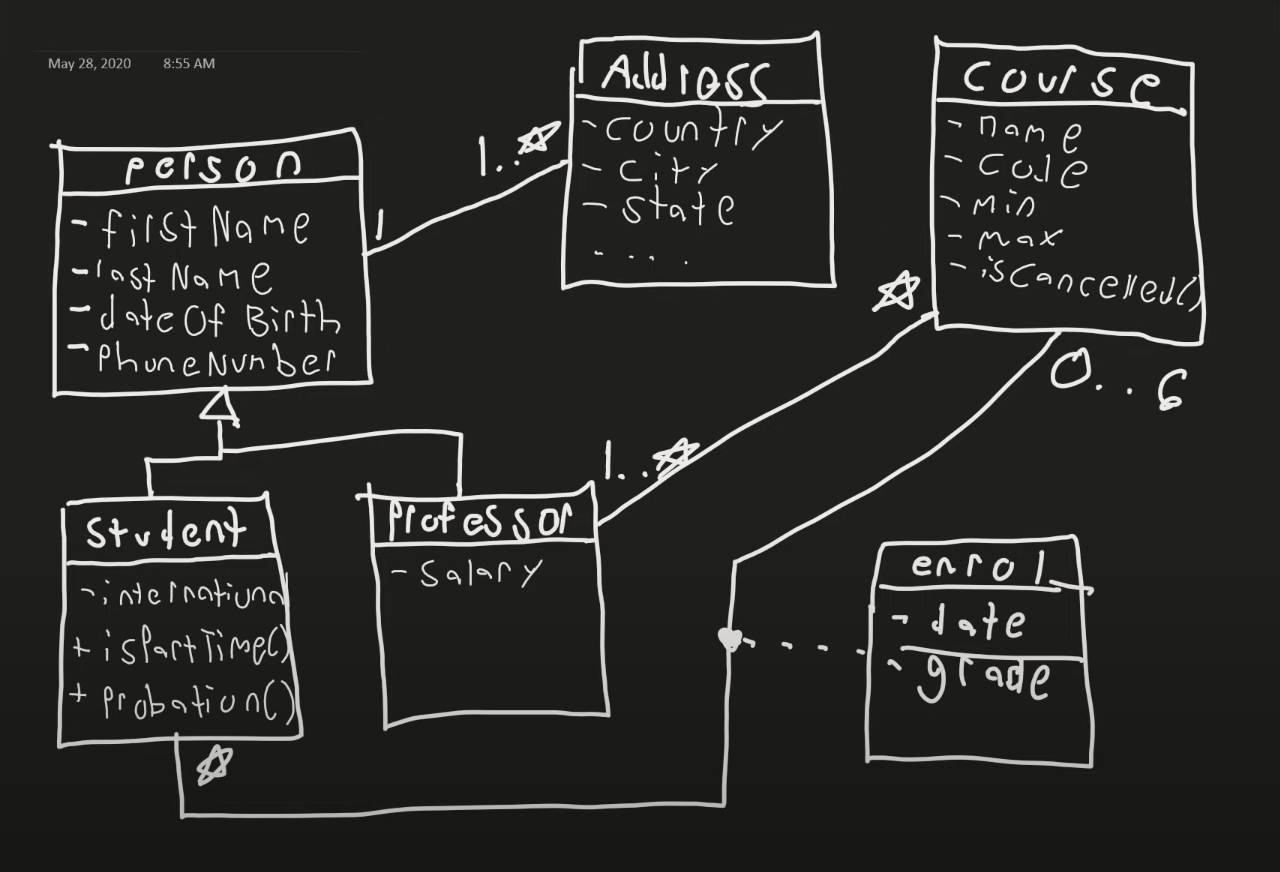 May 28, 2020 8:55 AM
Person
- firstName
- lastName
- dateOfBirth
- phoneNumber
1
1..*
Address
- country
- city
- state
- ....
Course
- name
- code
- min
- max
- isCancelled()
*
1..*
0..6
Student
- international
+ isPartTime()
+ probation()
*
Professor
- salary
enrol
- date
- grade